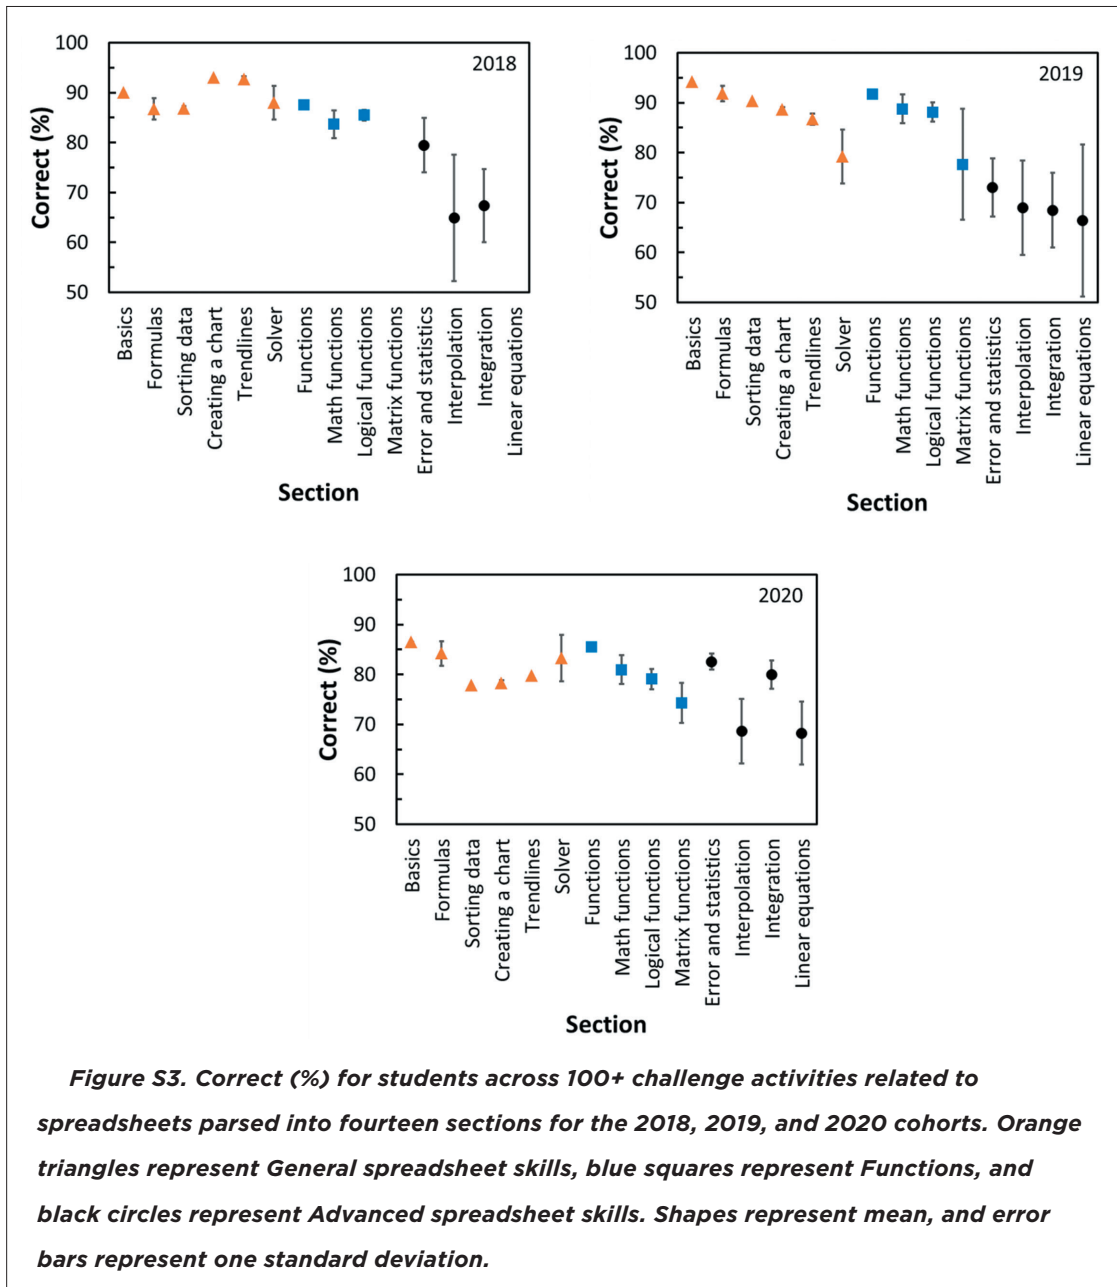 2018
100
90
80
70
60
50
Correct (%)
Basics
Formulas
Sorting data
Creating a chart
Trendlines
Solver
Functions
Math functions
Logical functions
Matrix functions
Error and statistics
Interpolation
Integration
Linear equations
Section
2019
100
90
80
70
60
50
Correct (%)
Basics
Formulas
Sorting data
Creating a chart
Trendlines
Solver
Functions
Math functions
Logical functions
Matrix functions
Error and statistics
Interpolation
Integration
Linear equations
Section
2020
100
90
80
70
60
50
Correct (%)
Basics
Formulas
Sorting data
Creating a chart
Trendlines
Solver
Functions
Math functions
Logical functions
Matrix functions
Error and statistics
Interpolation
Integration
Linear equations
Section
Figure S3. Correct (%) for students across 100+ challenge activities related to
spreadsheets parsed into fourteen sections for the 2018, 2019, and 2020 cohorts. Orange
triangles represent General spreadsheet skills, blue squares represent Functions, and
black circles represent Advanced spreadsheet skills. Shapes represent mean, and error
bars represent one standard deviation.